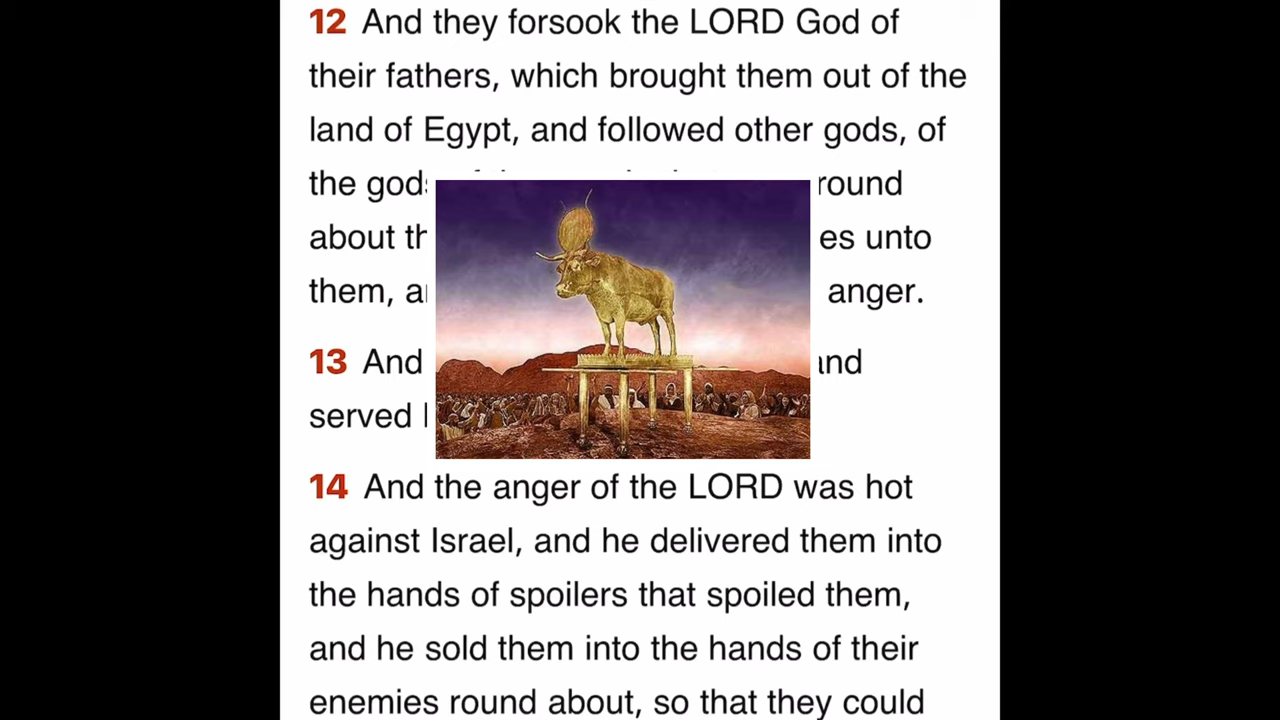 12 And they forsook the LORD God of
their fathers, which brought them out of the
land of Egypt, and followed other gods, of
the round
about es unto
them, anger.
13 And
served
14 And the anger of the LORD was hot
against Israel, and he delivered them into
the hands of spoilers that spoiled them,
and he sold them into the hands of their
enemies round about, so that they could